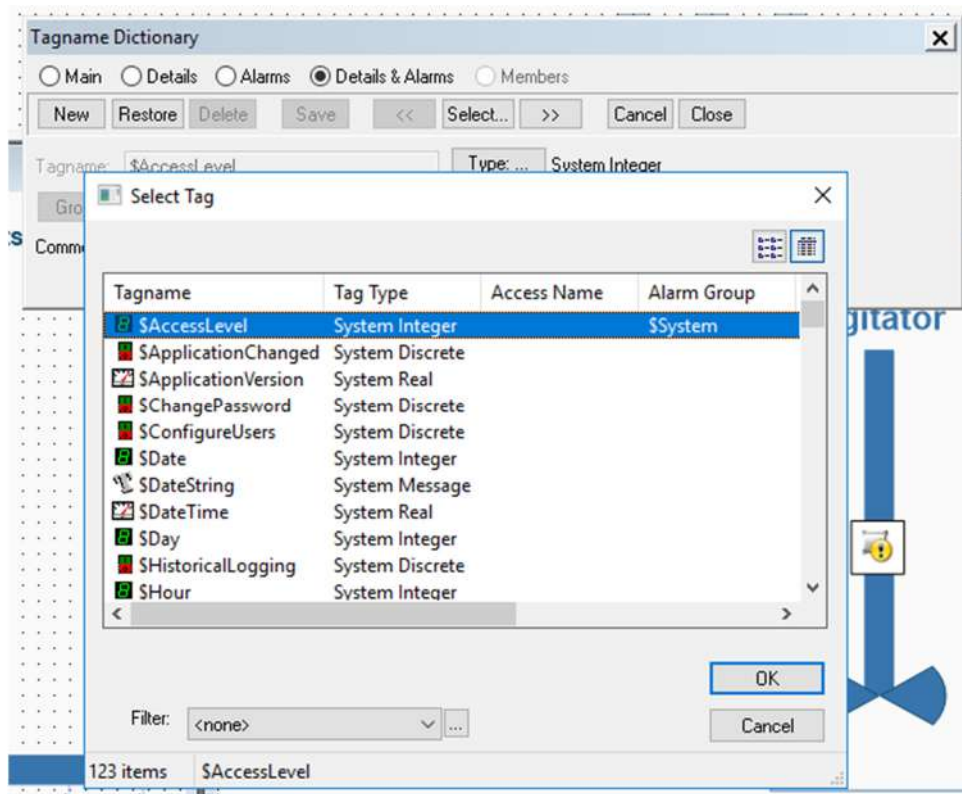 Tagname Dictionary
Main Details Alarms Details & Alarms Members
New Restore Delete Save << Select... >> Cancel Close
Tagname: $AccessLevel Type: ... System Integer
Select Tag
Tagname Tag Type Access Name Alarm Group
$AccessLevel System Integer $System
$ApplicationChanged System Discrete
$ApplicationVersion System Real
$ChangePassword System Discrete
$ConfigureUsers System Discrete
$Date System Integer
$DateString System Message
$DateTime System Real
$Day System Integer
$HistoricalLogging System Discrete
$Hour System Integer
OK
Filter: <none> ...
Cancel
123 items $AccessLevel